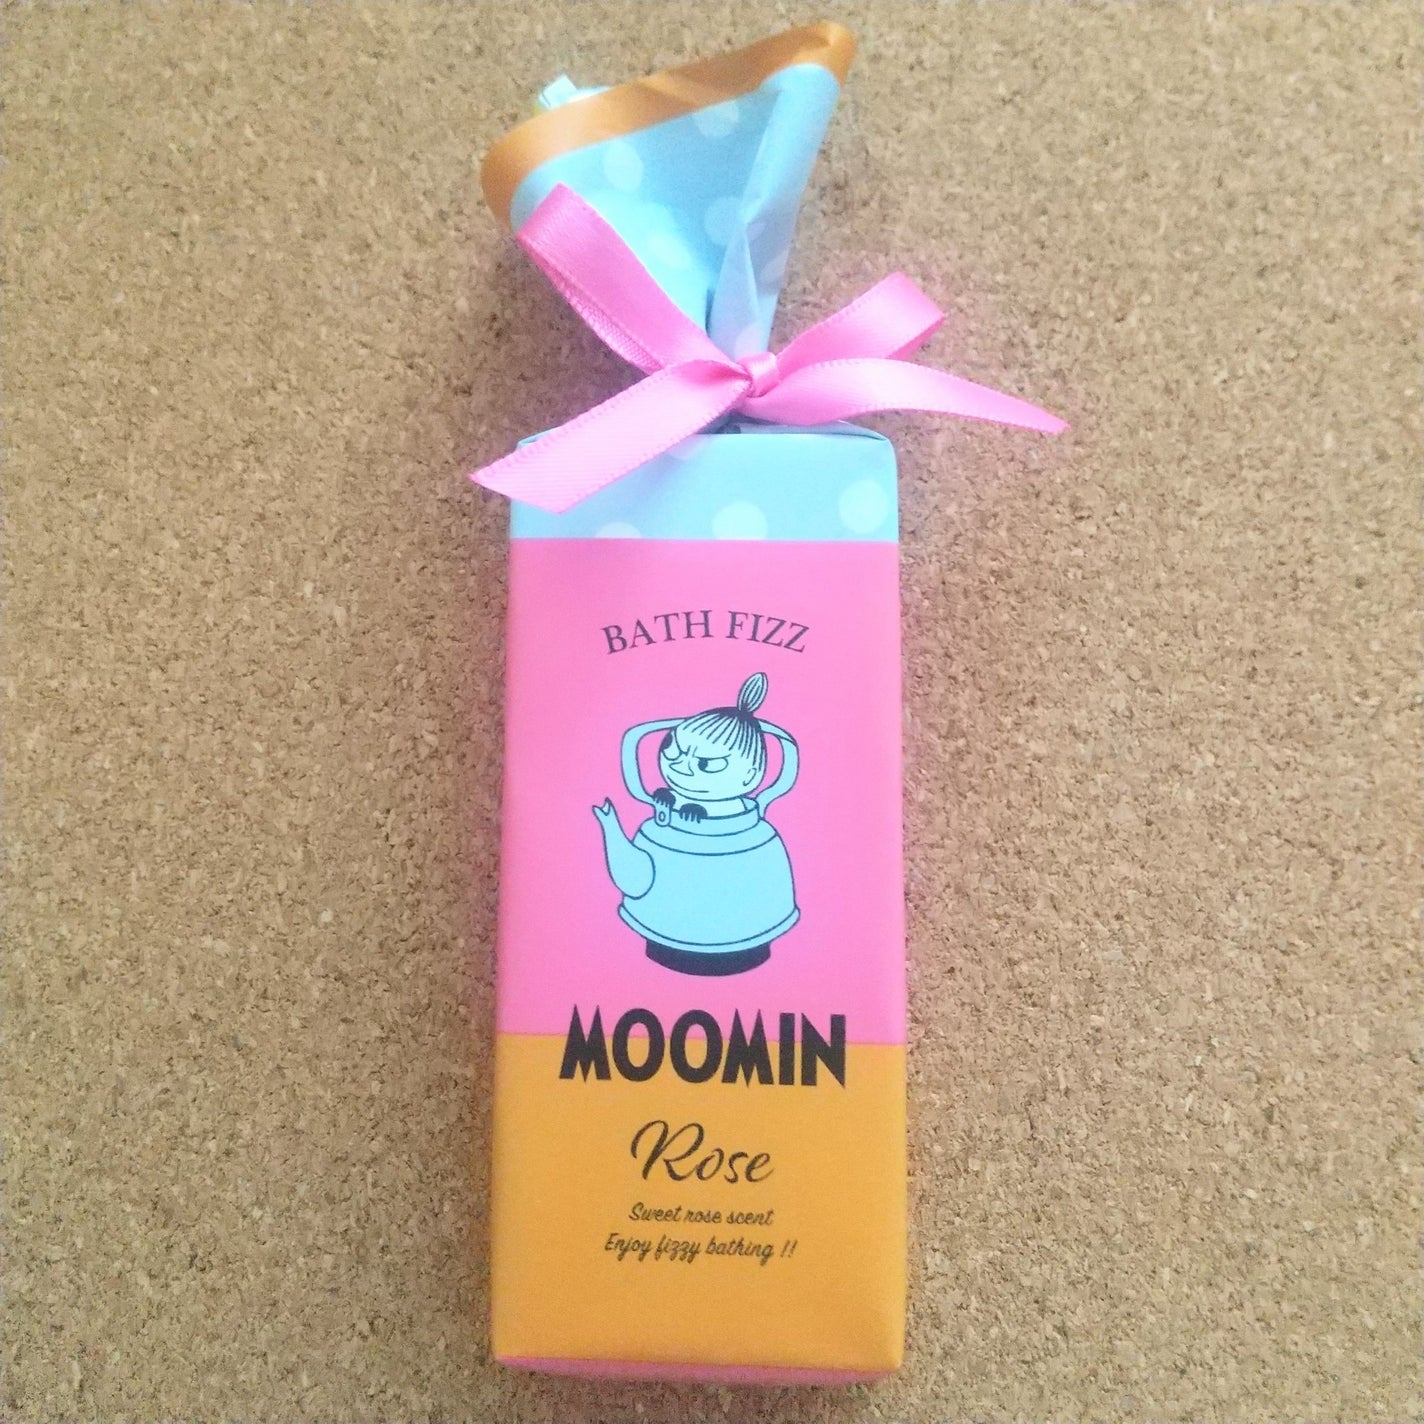 BATH FIZZ
MOOMIN
Rose
Sweet rose scent
Enjoy fizzy bathing !!